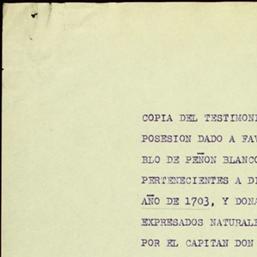 COPIA DEL TESTIMONI
POSESION DADO A FAV
BLO DE PEÑON BLANCO
PERTENECIENTES A DI
AÑO DE 1703, Y DONA
EXPRESADOS NATURALE
POR EL CAPITAN DON